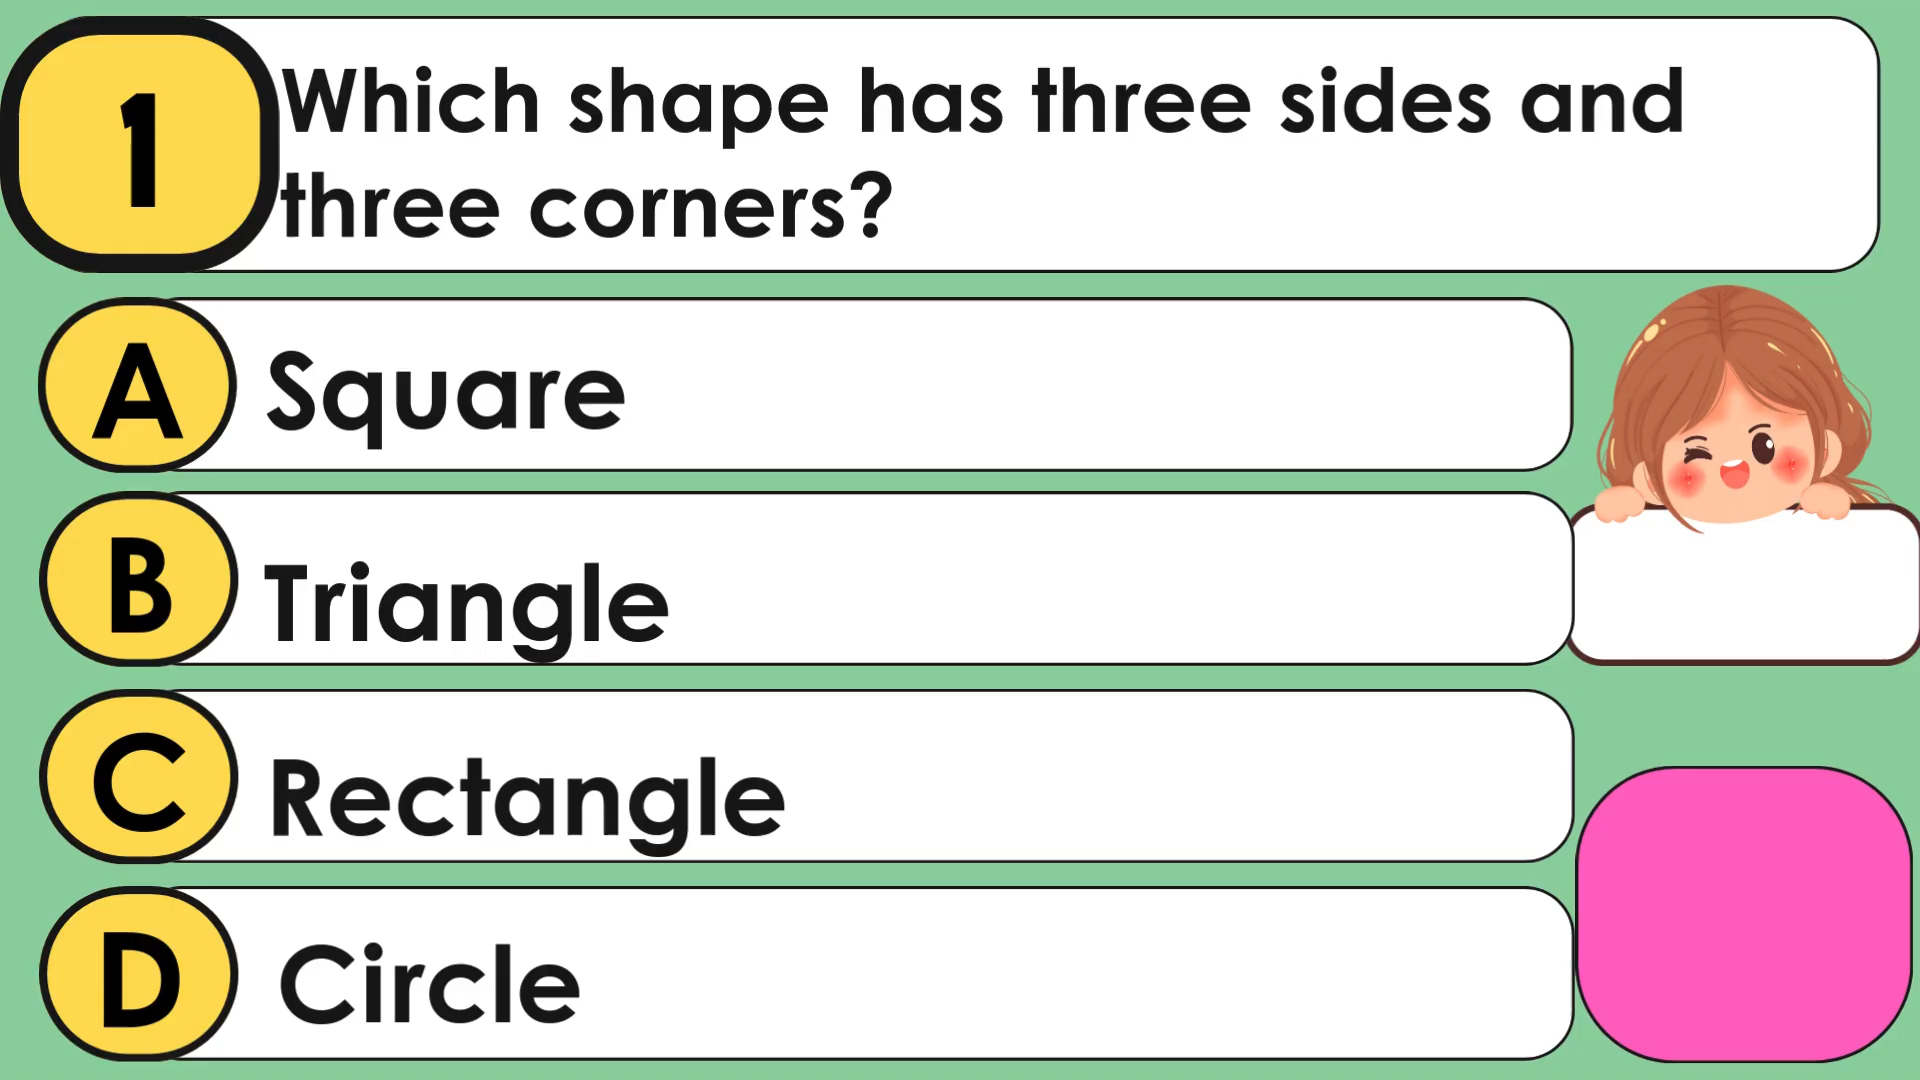 1
Which shape has three sides and
three corners?
A
Square
B
Triangle
C
Rectangle
D
Circle